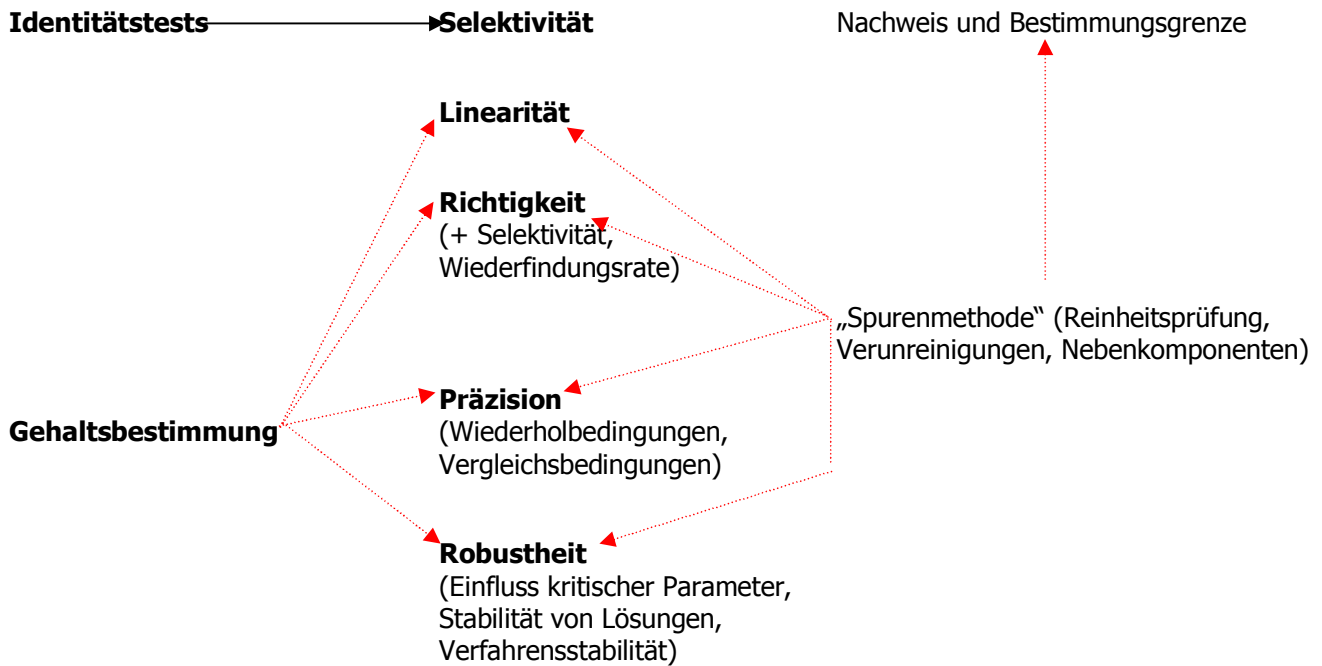 Identitätstests
Selektivität
Nachweis und Bestimmungsgrenze
Linearität
Richtigkeit
(+ Selektivität,
Wiederfindungsrate)
„Spurenmethode“ (Reinheitsprüfung,
Verunreinigungen, Nebenkomponenten)
Präzision
(Wiederholbedingungen,
Vergleichsbedingungen)
Gehaltsbestimmung
Robustheit
(Einfluss kritischer Parameter,
Stabilität von Lösungen,
Verfahrensstabilität)